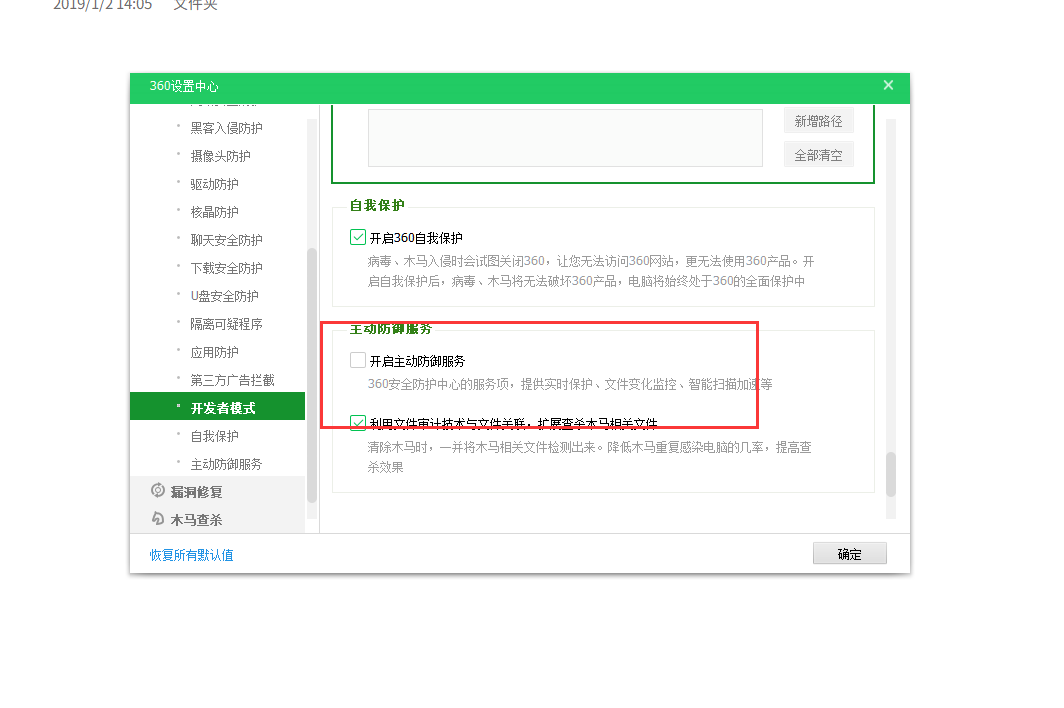 2019/1/2 14:05 文件夹
360设置中心
黑客入侵防护
摄像头防护
驱动防护
核晶防护
聊天安全防护
下载安全防护
U盘安全防护
隔离可疑程序
应用防护
第三方广告拦截
开发者模式
自我保护
主动防御服务
漏洞修复
木马查杀
新增路径
全部清空
自我保护
开启360自我保护
病毒、木马入侵时会试图关闭360，让您无法访问360网站，更无法使用360产品。开
启自我保护后，病毒、木马将无法破坏360产品，电脑将始终处于360的全面保护中
主动防御服务
开启主动防御服务
360安全防护中心的服务项，提供实时保护、文件变化监控、智能扫描加速等
利用文件审计技术与文件关联，扩展查杀木马相关文件
清除木马时，一并将木马相关文件检测出来。降低木马重复感染电脑的几率，提高查
杀效果
恢复所有默认值
确定